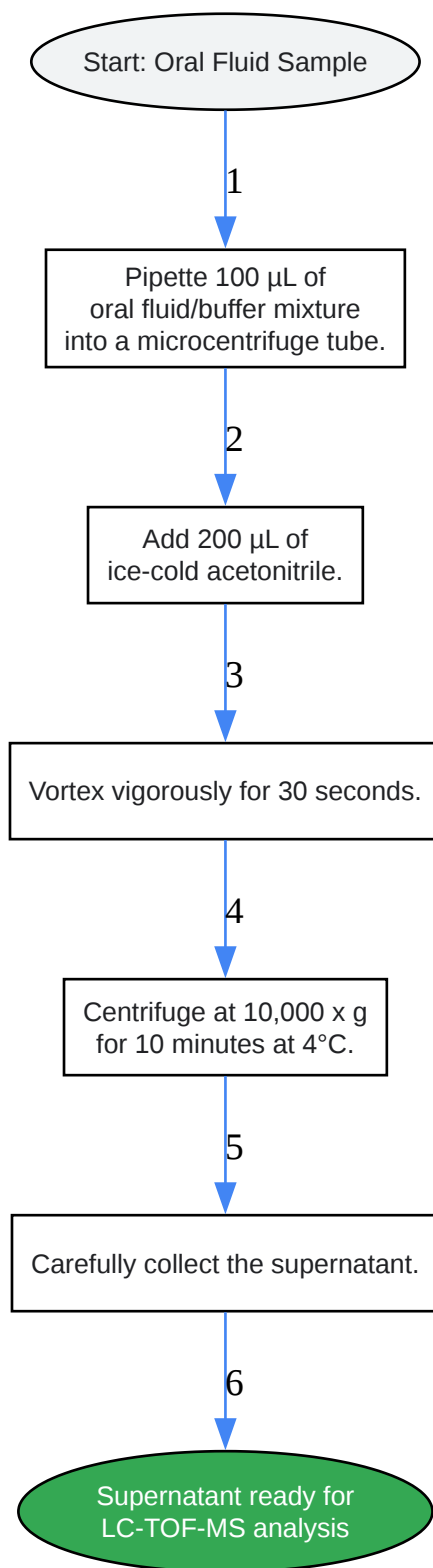 Start: Oral Fluid Sample
1
Pipette 100 µL of
oral fluid/buffer mixture
into a microcentrifuge tube.
2
Add 200 µL of
ice-cold acetonitrile.
3
Vortex vigorously for 30 seconds.
4
Centrifuge at 10,000 x g
for 10 minutes at 4°C.
5
Carefully collect the supernatant.
6
Supernatant ready for
LC-TOF-MS analysis